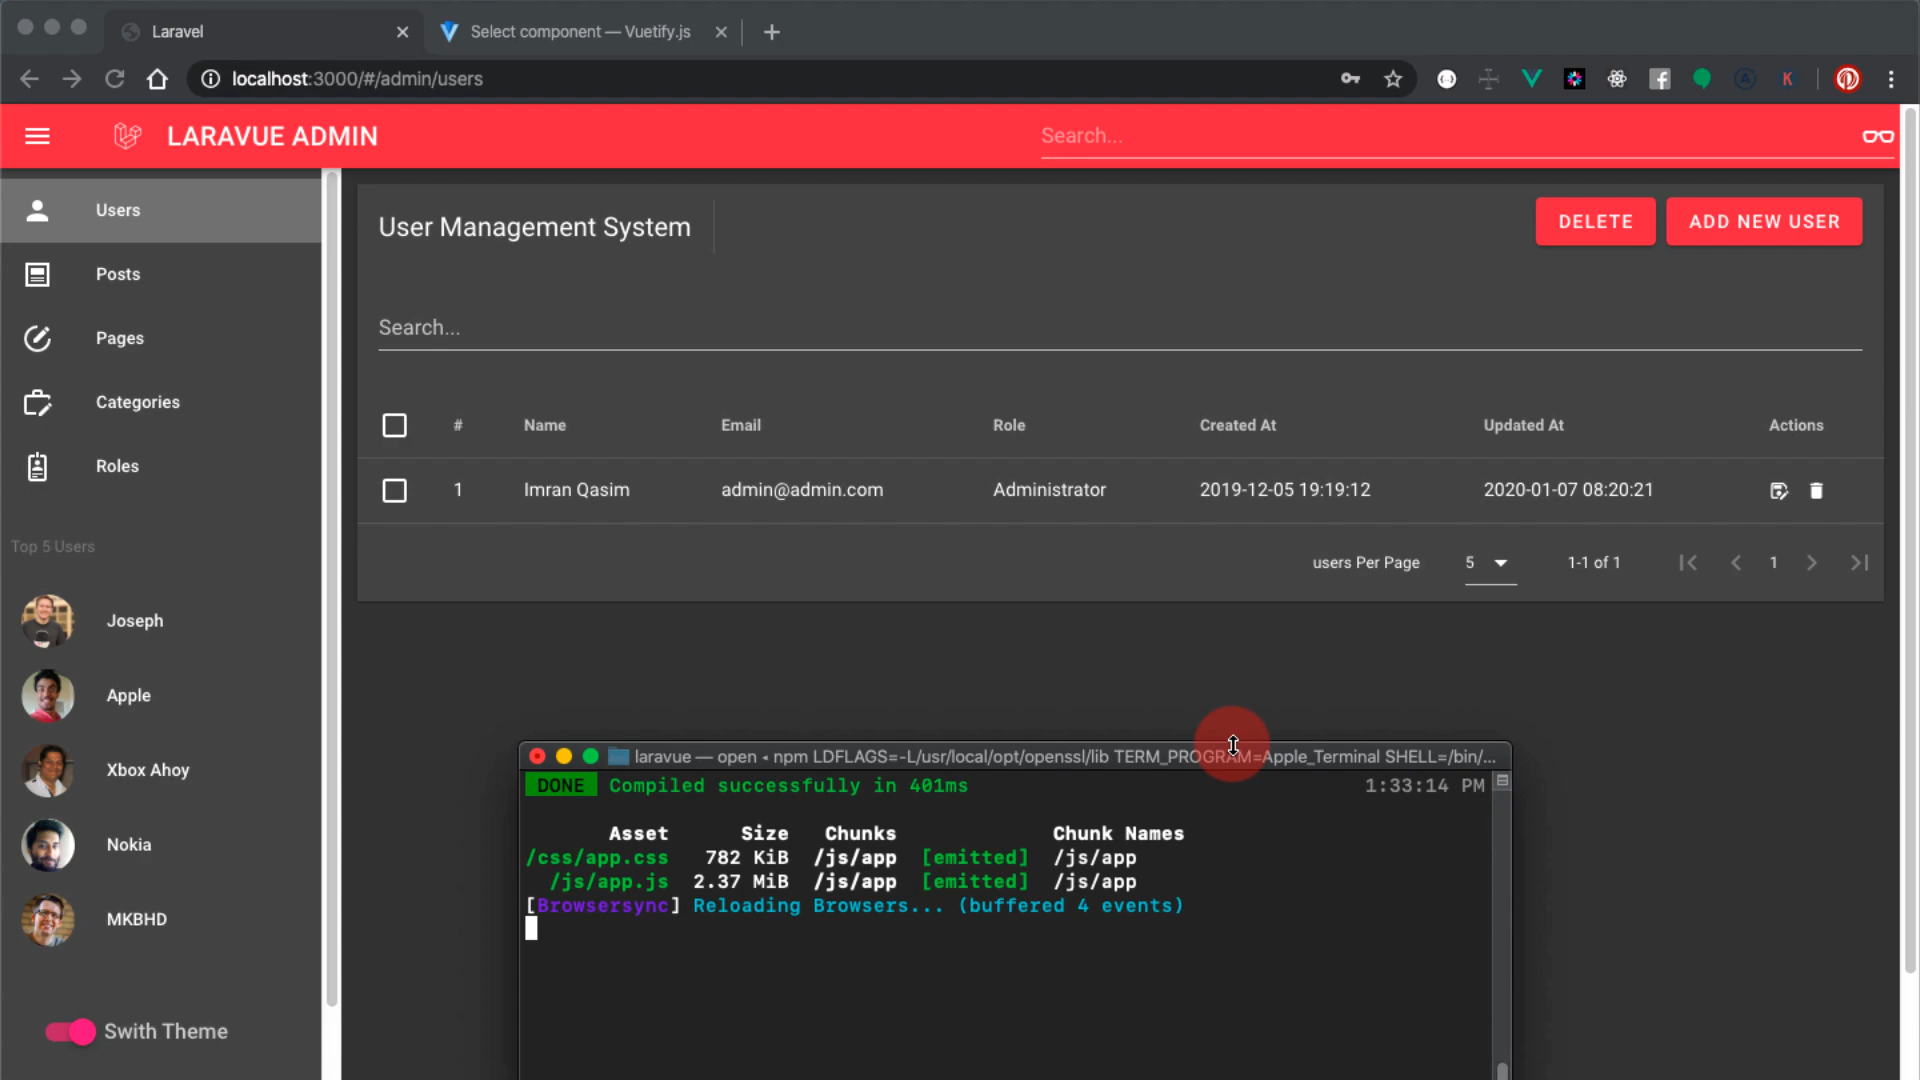 Laravel
Select component — Vuetify.js
localhost:3000/#/admin/users
LARAVUE ADMIN
Search...
Users
Posts
Pages
Categories
Roles
Top 5 Users
Joseph
Apple
Xbox Ahoy
Nokia
MKBHD
Swith Theme
User Management System
DELETE
ADD NEW USER
Search...
# Name Email Role Created At Updated At Actions
1 Imran Qasim admin@admin.com Administrator 2019-12-05 19:19:12 2020-01-07 08:20:21
users Per Page 5 1-1 of 1 1
laravue — open ◂ npm LDFLAGS=-L/usr/local/opt/openssl/lib TERM_PROGRAM=Apple_Terminal SHELL=/bin/...
DONE Compiled successfully in 401ms 1:33:14 PM
Asset Size Chunks Chunk Names
/css/app.css 782 KiB /js/app [emitted] /js/app
/js/app.js 2.37 MiB /js/app [emitted] /js/app
[Browsersync] Reloading Browsers... (buffered 4 events)